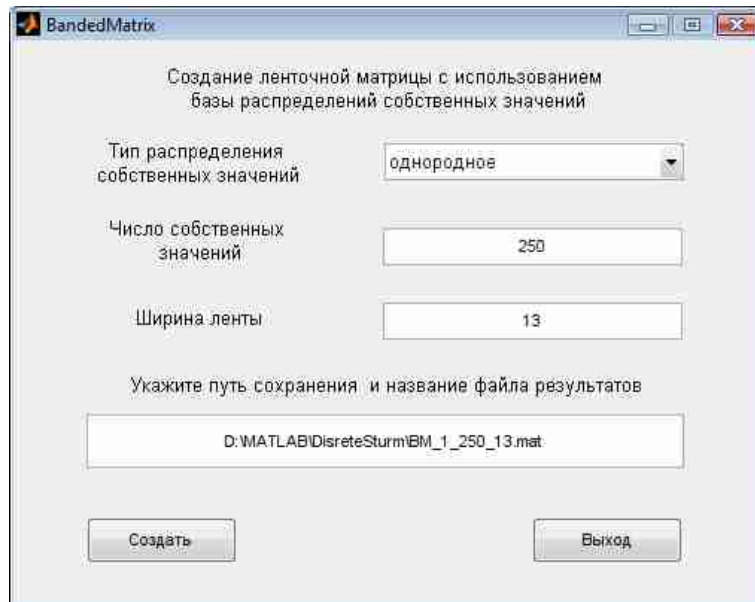 BandedMatrix
Создание ленточной матрицы с использованием
базы распределений собственных значений
Тип распределения
собственных значений
однородное
Число собственных
значений
250
Ширина ленты
13
Укажите путь сохранения и название файла результатов
D:\MATLAB\DisreteSturm\BM_1_250_13.mat
Создать
Выход